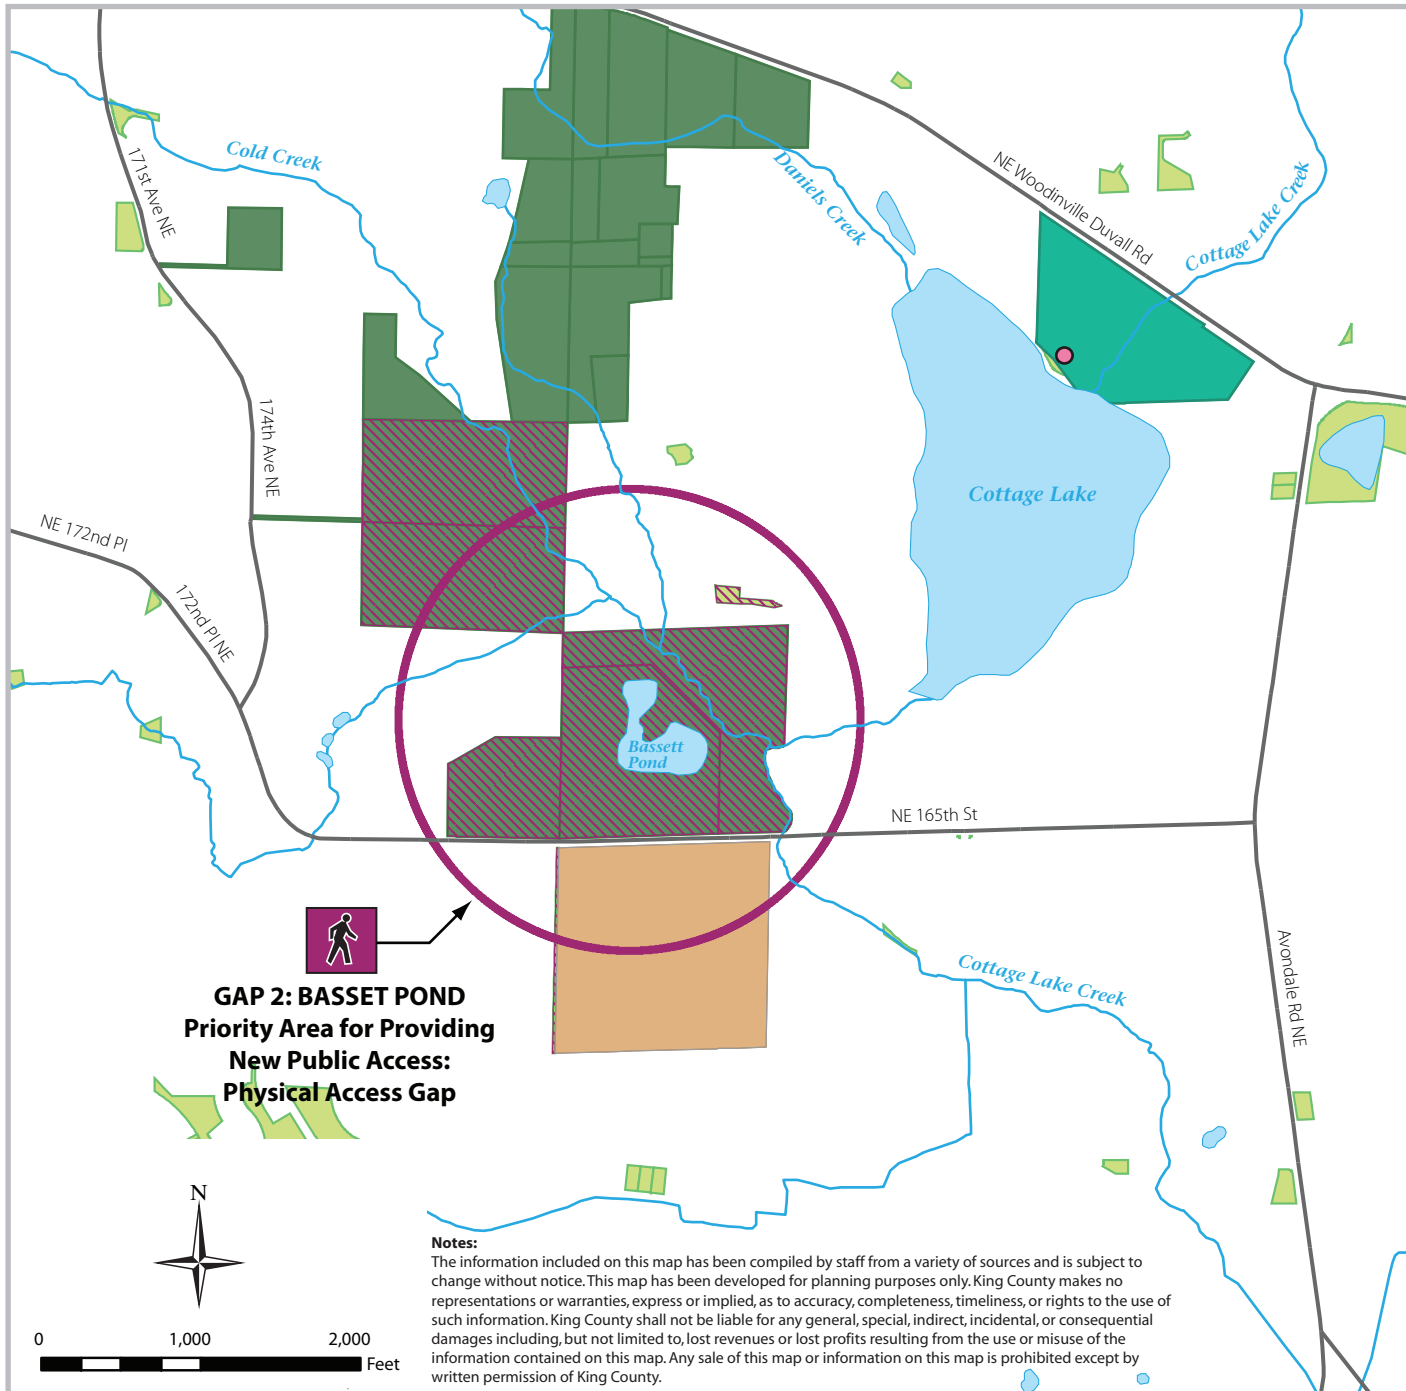 Cold Creek
171st Ave NE
Daniels Creek
NE Woodinville Duvall Rd
Cottage Lake Creek
174th Ave NE
Cottage Lake
NE 172nd Pl
172nd Pl NE
Bassett
Pond
NE 165th St
GAP 2: BASSET POND
Priority Area for Providing
New Public Access:
Physical Access Gap
Cottage Lake Creek
Avondale Rd NE
N
0 1,000 2,000
Feet
Notes:
The information included on this map has been compiled by staff from a variety of sources and is subject to
change without notice. This map has been developed for planning purposes only. King County makes no
representations or warranties, express or implied, as to accuracy, completeness, timeliness, or rights to the use of
such information. King County shall not be liable for any general, special, indirect, incidental, or consequential
damages including, but not limited to, lost revenues or lost profits resulting from the use or misuse of the
information contained on this map. Any sale of this map or information on this map is prohibited except by
written permission of King County.